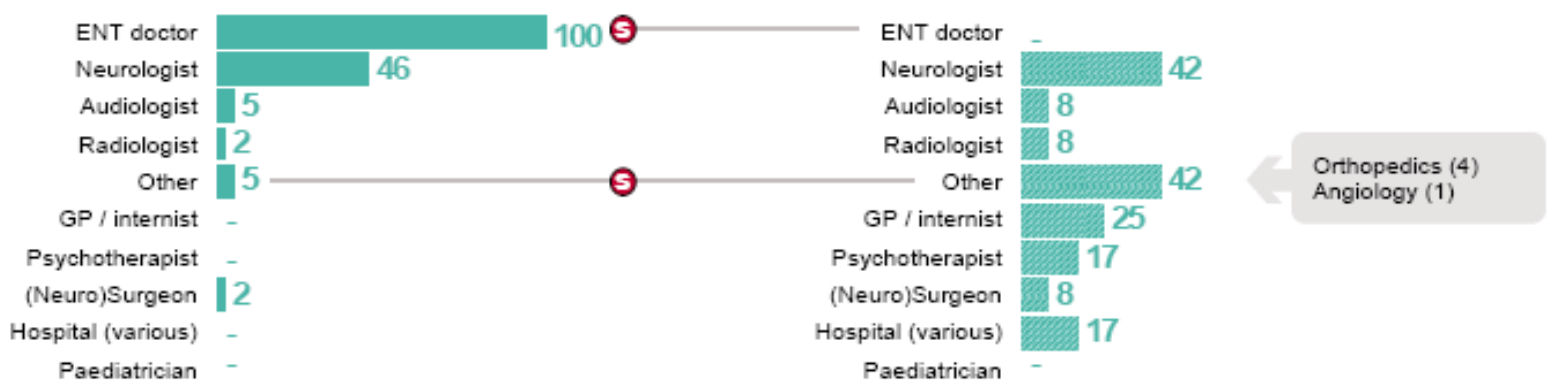 ENT doctor 100 S ENT doctor -
Neurologist 46 Neurologist 42
Audiologist 5 Audiologist 8
Radiologist 2 Radiologist 8
Other 5 S Other 42
Orthopedics (4)
Angiology (1)
GP / internist - GP / internist 25
Psychotherapist - Psychotherapist 17
(Neuro)Surgeon 2 (Neuro)Surgeon 8
Hospital (various) - Hospital (various) 17
Paediatrician - Paediatrician -